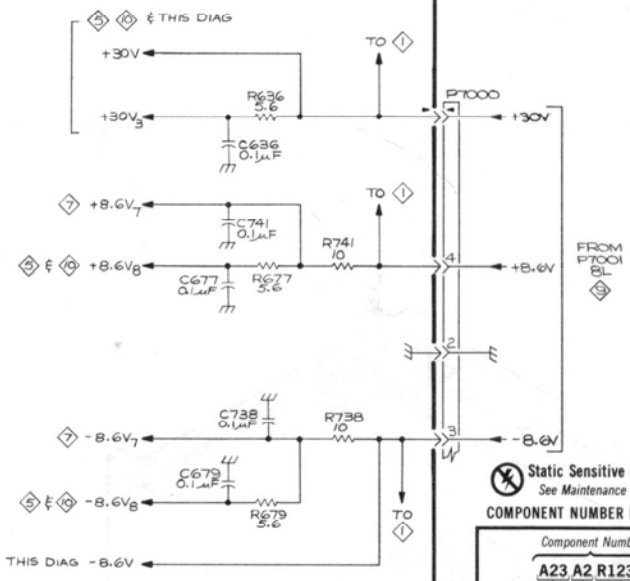 ⑤ ⑩ & THIS DIAG
+30V
TO ①
R636
5.6
P7000
+30V3
+30V
C636
0.1µF
TO ①
⑦ +8.6V7
C741
0.1µF
R741
10
⑤ & ⑩ +8.6V8
4
+8.6V
C677
0.1µF
R677
5.6
FROM
P7001
8L
⑨
2
C738
0.1µF
R738
10
⑦ -8.6V7
3
-8.6V
C679
0.1µF
⑤ & ⑩ -8.6V8
R679
5.6
TO
①
THIS DIAG -8.6V
Static Sensitive
See Maintenance
COMPONENT NUMBER
Component Numb
A23 A2 R123